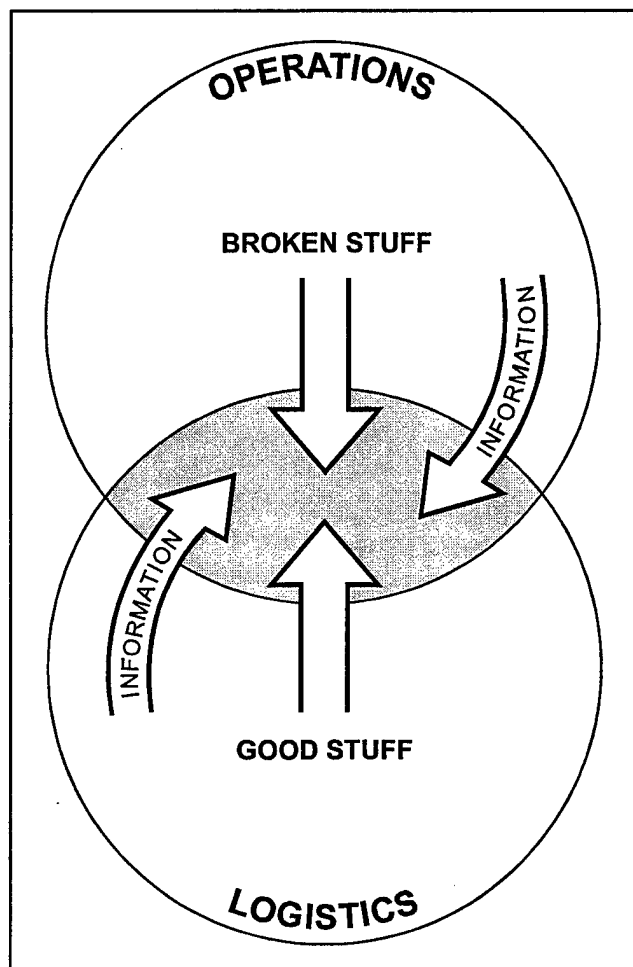 OPERATIONS
BROKEN STUFF
INFORMATION
INFORMATION
GOOD STUFF
LOGISTICS